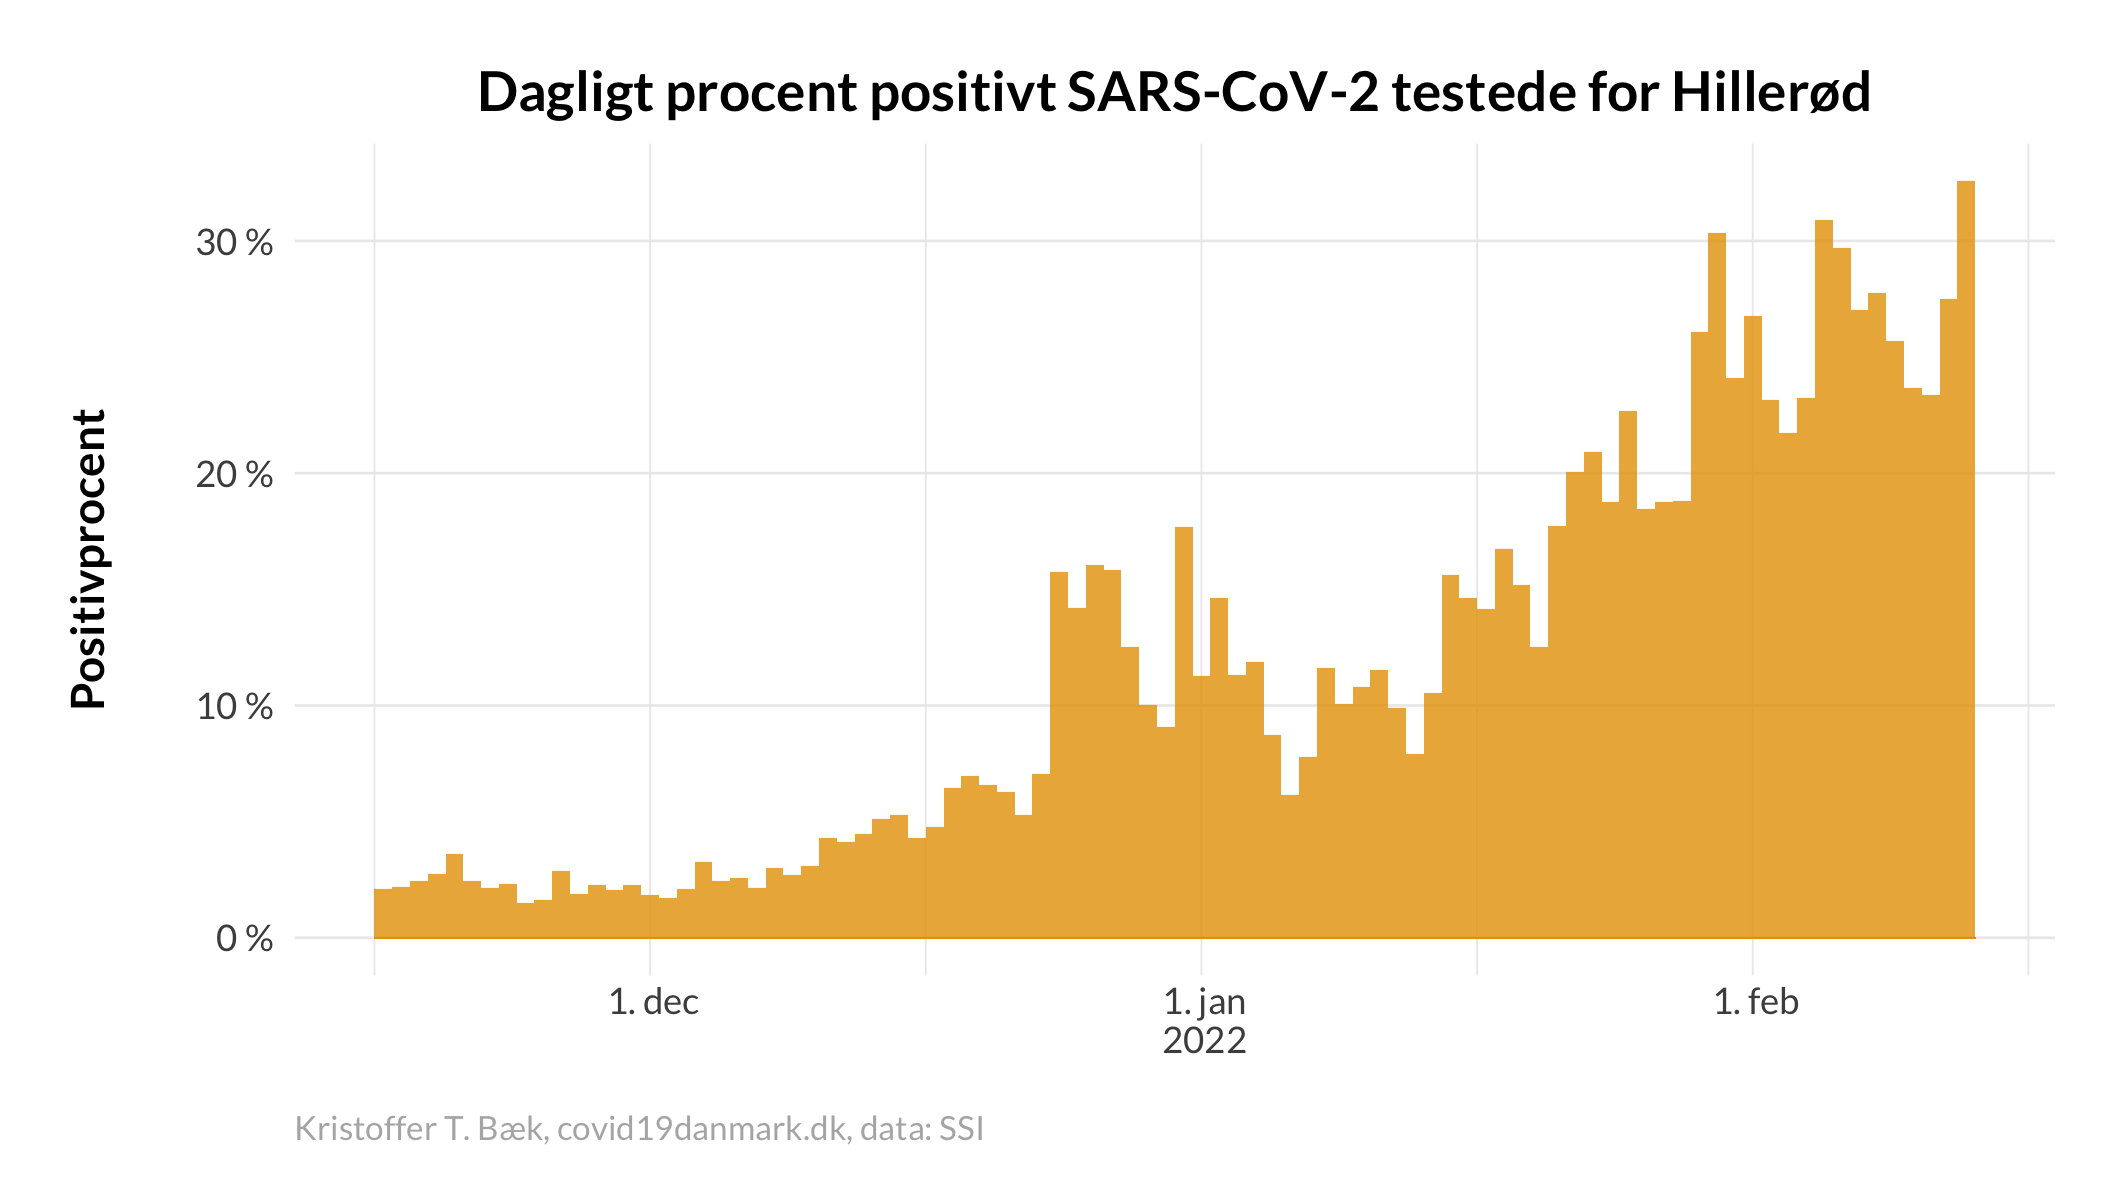 Dagligt procent positivt SARS-CoV-2 testede for Hillerød
Positivprocent
30 %
20 %
10 %
0 %
1. dec
1. jan
2022
1. feb
Kristoffer T. Bæk, covid19danmark.dk, data: SSI